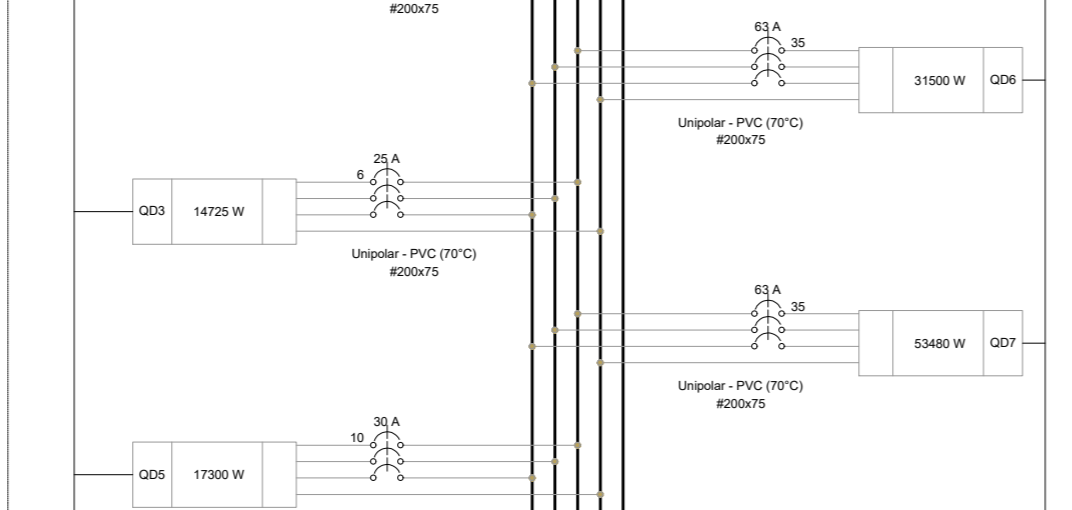 #200x75
63 A
35
31500 W
QD6
Unipolar - PVC (70°C)
#200x75
25 A
6
QD3
14725 W
Unipolar - PVC (70°C)
#200x75
63 A
35
53480 W
QD7
Unipolar - PVC (70°C)
#200x75
30 A
10
QD5
17300 W